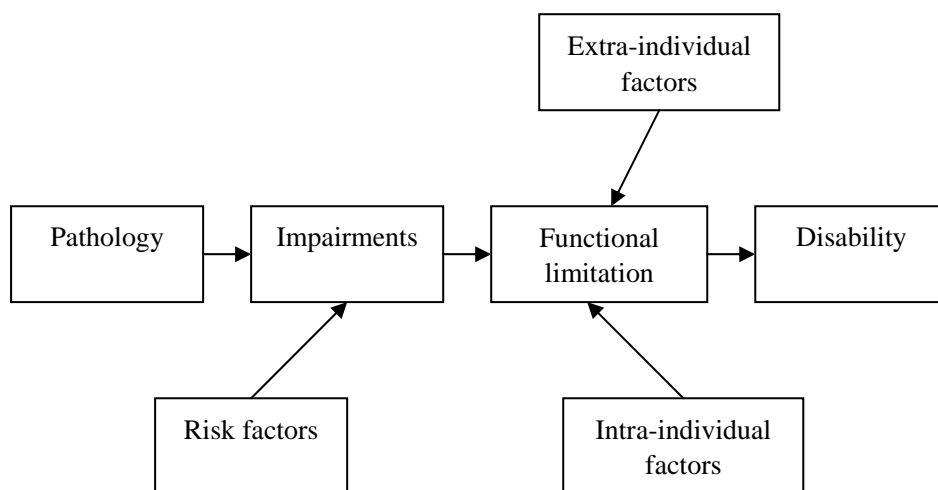 Extra-individual
factors
Pathology
Impairments
Functional
limitation
Disability
Risk factors
Intra-individual
factors